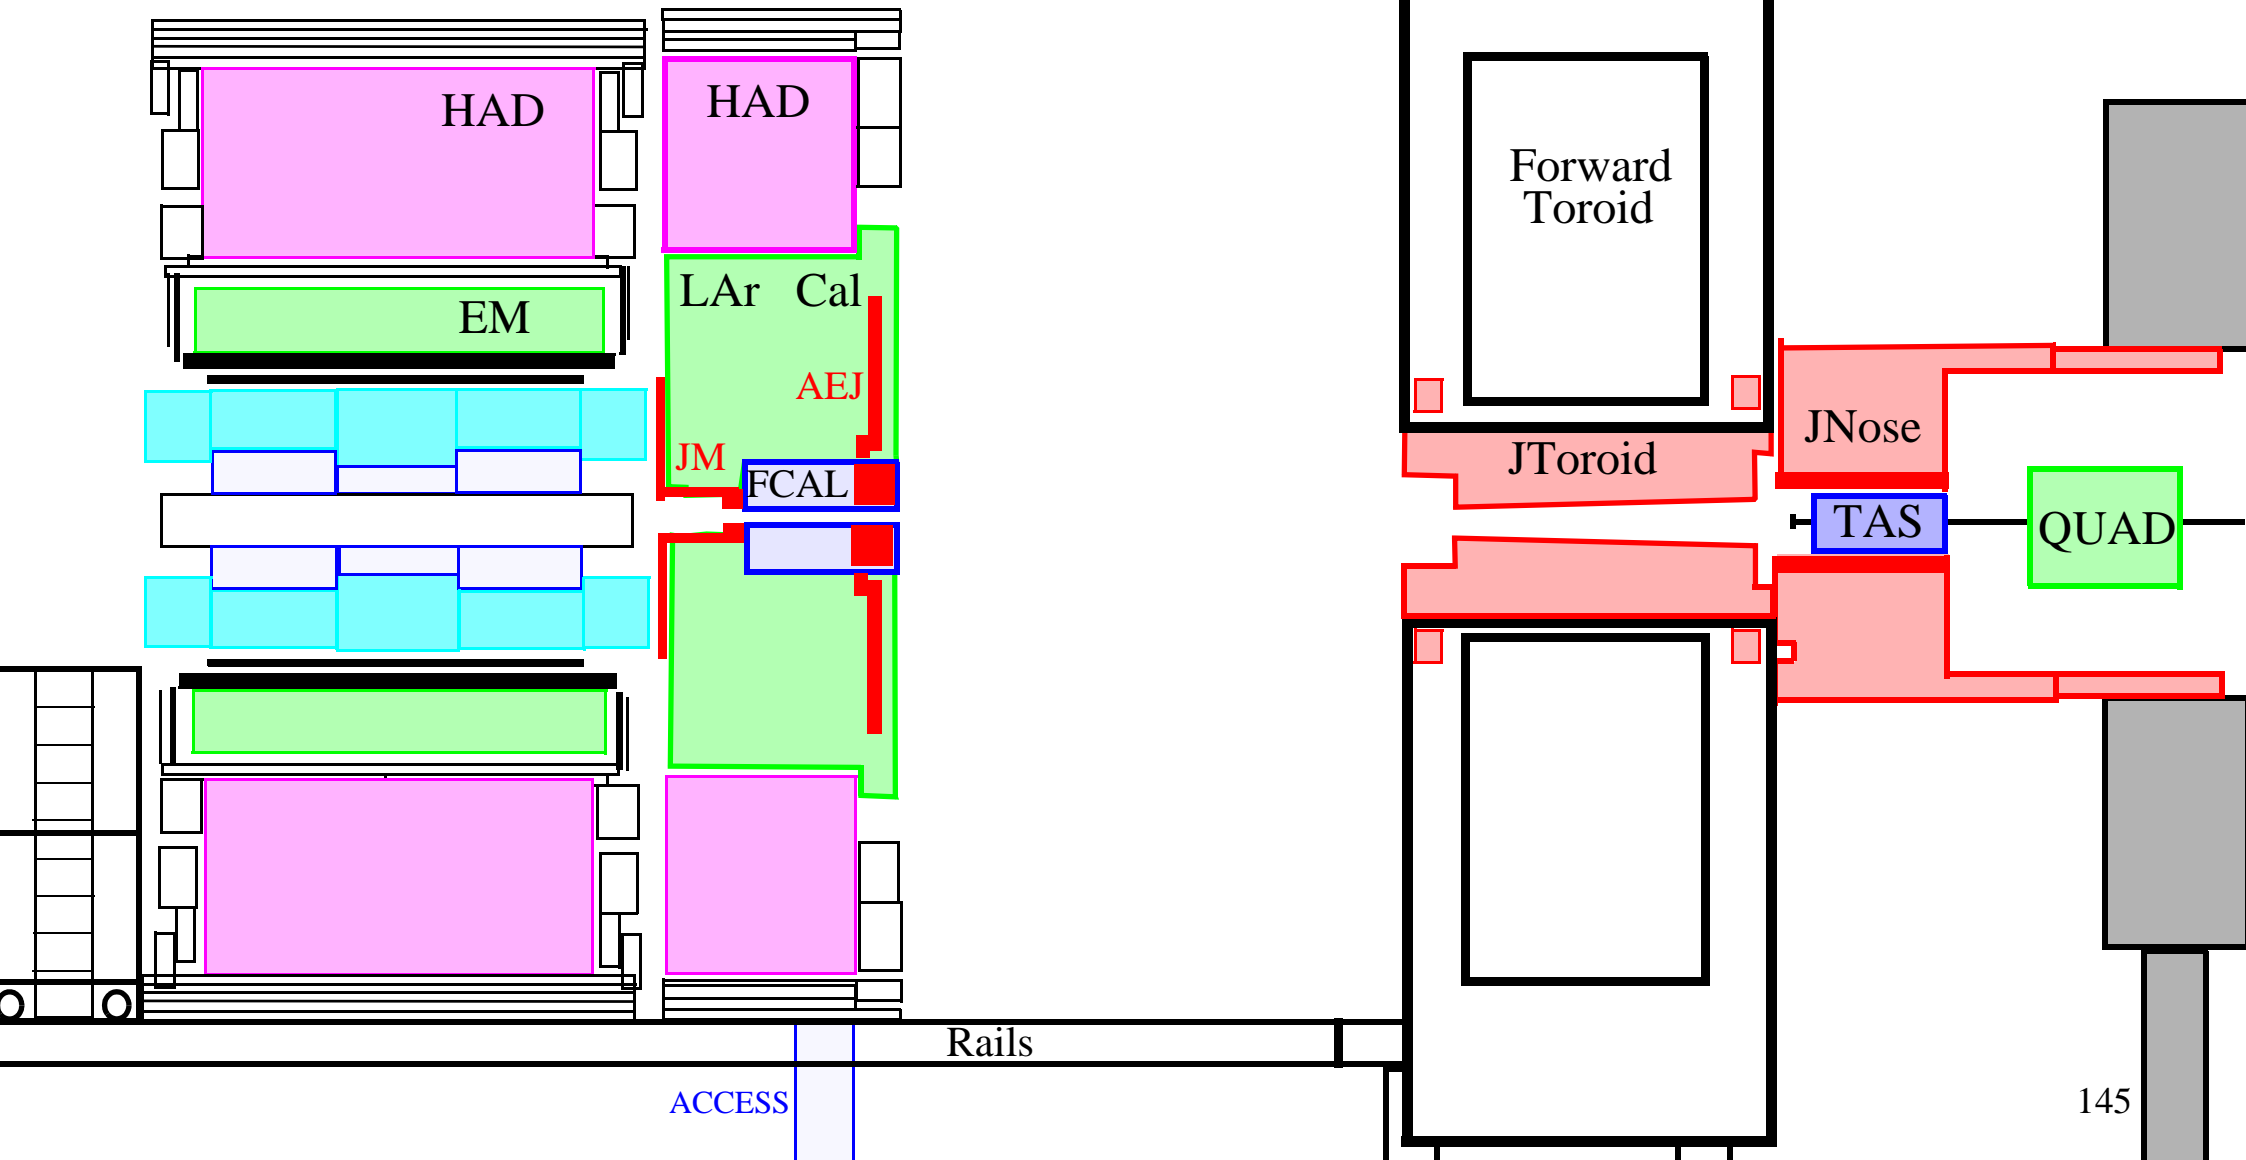 HAD
HAD
Forward
Toroid
LAr Cal
EM
AEJ
JNose
JM
JToroid
FCAL
TAS
QUAD
Rails
ACCESS
145